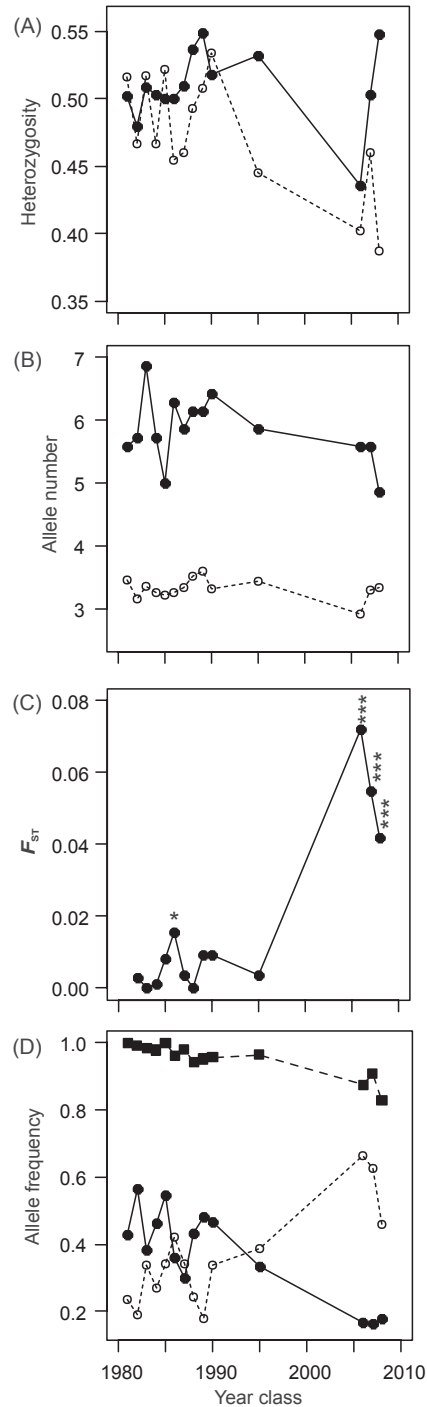 (A)
Heterozygosity
0.55
0.50
0.45
0.40
0.35
(B)
Allele number
7
6
5
4
3
(C)
FST
0.08
0.06
0.04
0.02
0.00
*
***
***
***
(D)
Allele frequency
1.0
0.8
0.6
0.4
0.2
1980 1990 2000 2010
Year class